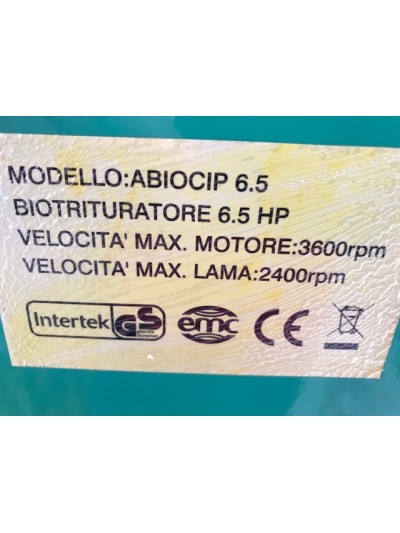 MODELLO:ABIOCIP 6.5
BIOTRITURATORE 6.5 HP
VELOCITA' MAX. MOTORE:3600rpm
VELOCITA' MAX. LAMA:2400rpm
Intertek GS emc CE